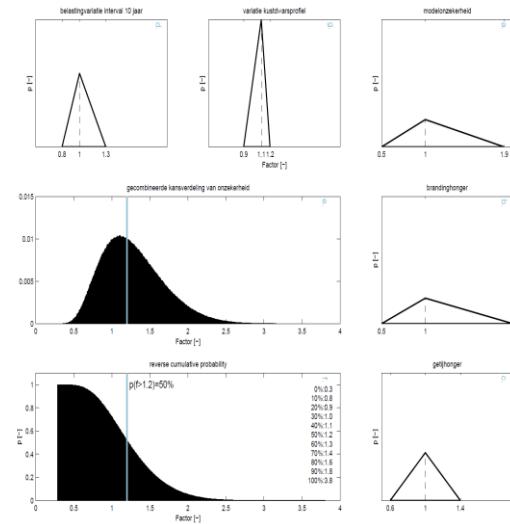 belastingvariatie interval 10 jaar
p [--]
0.8 1 1.3
variatie kustdwarsprofiel
p [--]
0.9 1.1 1.2
Factor [--]
modelonzekerheid
p [--]
0.5 1 1.9
gecombineerde kansverdeling van onzekerheid
0.015
0.01
0.005
0
0 0.5 1 1.5 2 2.5 3 3.5 4
Factor [--]
brandinghonger
p [--]
0.5 1
reverse cumulative probability
p [--]
1
0.8
0.6
0.4
0.2
0
p(f>1.2)=50%
0%:0.3
10%:0.8
20%:0.9
30%:1.0
40%:1.1
50%:1.2
60%:1.3
70%:1.4
80%:1.5
90%:1.8
100%:3.8
0 0.5 1 1.5 2 2.5 3 3.5 4
Factor [--]
getijhonger
p [--]
0.6 1 1.4